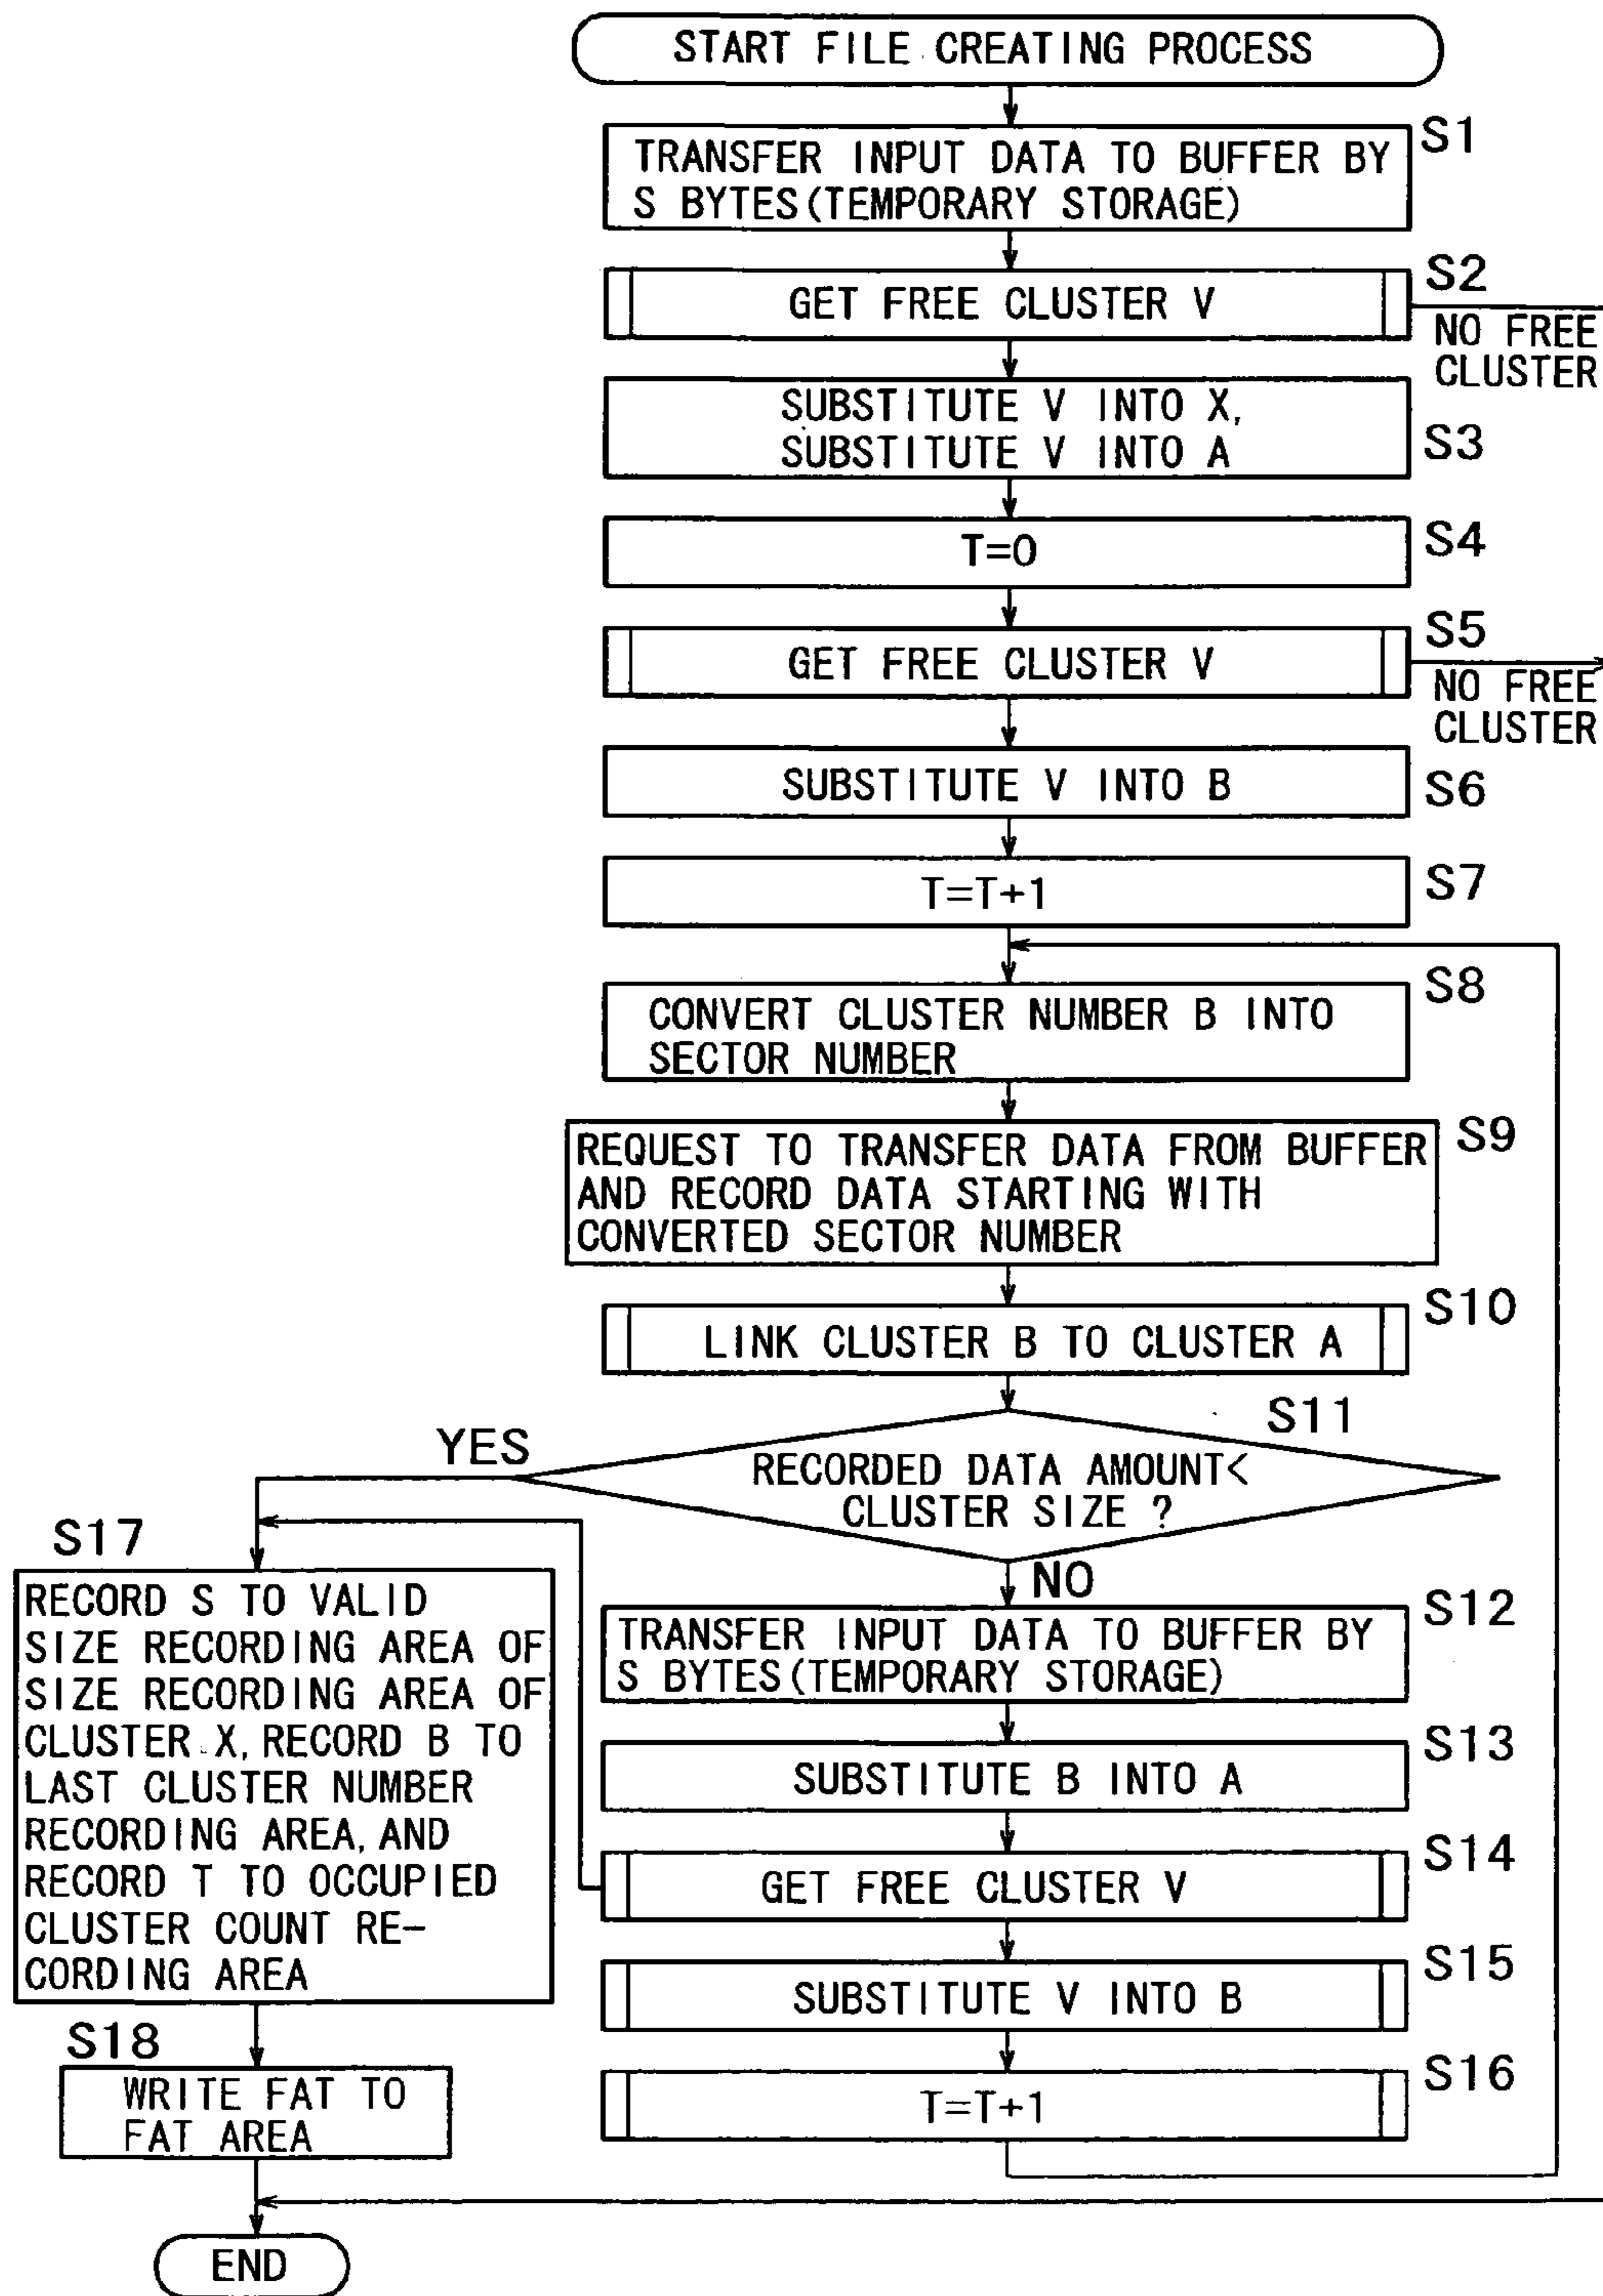 START FILE CREATING PROCESS
S1
TRANSFER INPUT DATA TO BUFFER BY
S BYTES(TEMPORARY STORAGE)
S2
GET FREE CLUSTER V
NO FREE
CLUSTER
SUBSTITUTE V INTO X,
SUBSTITUTE V INTO A
S3
T=0
S4
S5
GET FREE CLUSTER V
NO FREE
CLUSTER
SUBSTITUTE V INTO B
S6
T=T+1
S7
S8
CONVERT CLUSTER NUMBER B INTO
SECTOR NUMBER
S9
REQUEST TO TRANSFER DATA FROM BUFFER
AND RECORD DATA STARTING WITH
CONVERTED SECTOR NUMBER
S10
LINK CLUSTER B TO CLUSTER A
S11
YES
RECORDED DATA AMOUNT<
CLUSTER SIZE ?
NO
S12
TRANSFER INPUT DATA TO BUFFER BY
S BYTES(TEMPORARY STORAGE)
S13
SUBSTITUTE B INTO A
S14
GET FREE CLUSTER V
S15
SUBSTITUTE V INTO B
S16
T=T+1
S17
RECORD S TO VALID
SIZE RECORDING AREA OF
SIZE RECORDING AREA OF
CLUSTER X, RECORD B TO
LAST CLUSTER NUMBER
RECORDING AREA, AND
RECORD T TO OCCUPIED
CLUSTER COUNT RE-
CORDING AREA
S18
WRITE FAT TO
FAT AREA
END